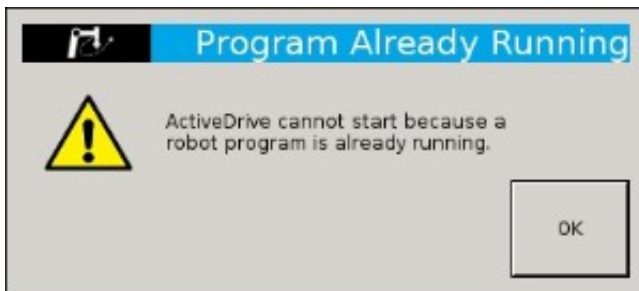 Program Already Running
ActiveDrive cannot start because a
robot program is already running.
OK